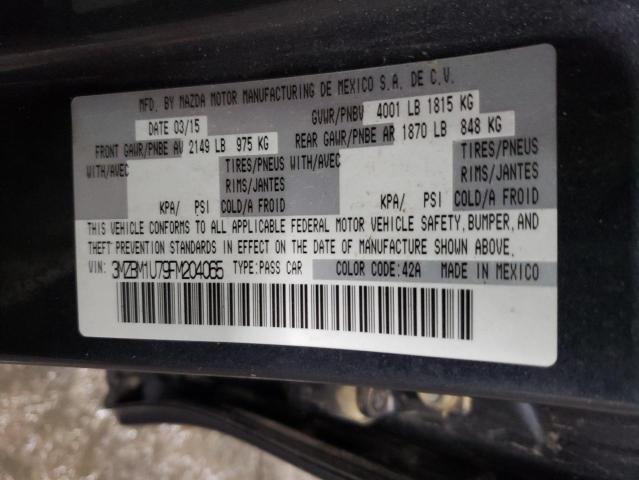 MFD. BY MAZDA MOTOR MANUFACTURING DE MEXICO S.A. DE C.V.
DATE 03/15 GVWR/PNBV 4001 LB 1815 KG
FRONT GAWR/PNBE AV 2149 LB 975 KG REAR GAWR/PNBE AR 1870 LB 848 KG
WITH/AVEC TIRES/PNEUS WITH/AVEC TIRES/PNEUS
RIMS/JANTES RIMS/JANTES
KPA/ PSI COLD/A FROID KPA/ PSI COLD/A FROID
THIS VEHICLE CONFORMS TO ALL APPLICABLE FEDERAL MOTOR VEHICLE SAFETY, BUMPER, AND
THEFT PREVENTION STANDARDS IN EFFECT ON THE DATE OF MANUFACTURE SHOWN ABOVE.
VIN: 3MZBM1U79FM204065 TYPE:PASS CAR COLOR CODE:42A MADE IN MEXICO